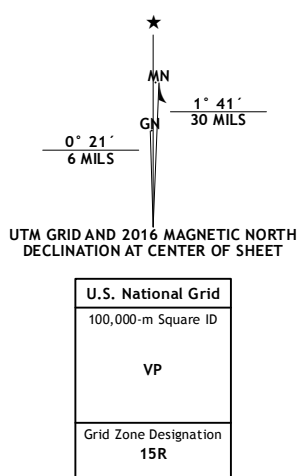 ★
MN
1° 41´
30 MILS
GN
0° 21´
6 MILS
UTM GRID AND 2016 MAGNETIC NORTH
DECLINATION AT CENTER OF SHEET
U.S. National Grid
100,000-m Square ID
VP
Grid Zone Designation
15R